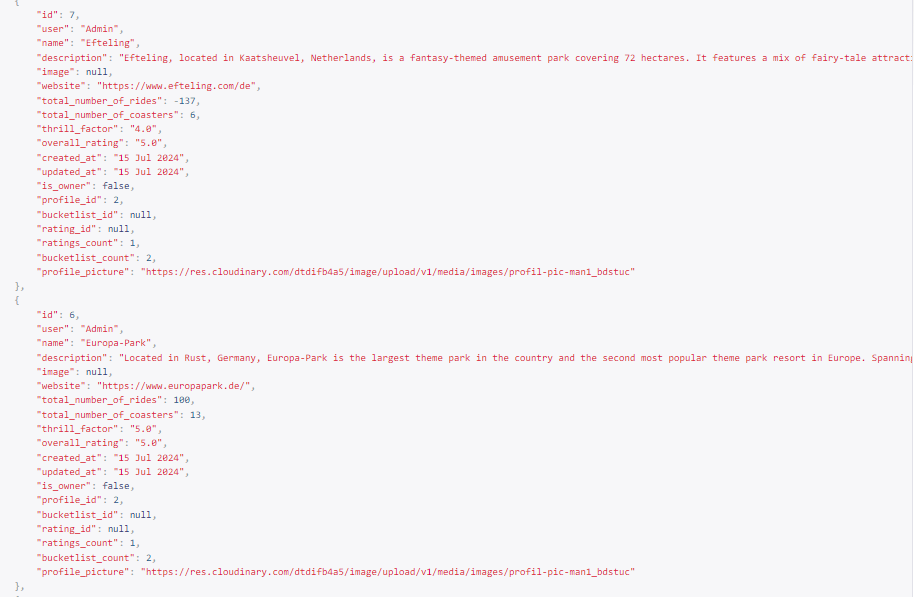 {
"id": 7,
"user": "Admin",
"name": "Efteling",
"description": "Efteling, located in Kaatsheuvel, Netherlands, is a fantasy-themed amusement park covering 72 hectares. It features a mix of fairy-tale attract
"image": null,
"website": "https://www.efteling.com/de",
"total_number_of_rides": -137,
"total_number_of_coasters": 6,
"thrill_factor": "4.0",
"overall_rating": "5.0",
"created_at": "15 Jul 2024",
"updated_at": "15 Jul 2024",
"is_owner": false,
"profile_id": 2,
"bucketlist_id": null,
"rating_id": null,
"ratings_count": 1,
"bucketlist_count": 2,
"profile_picture": "https://res.cloudinary.com/dtdifb4a5/image/upload/v1/media/images/profil-pic-man1_bdstuc"
},
{
"id": 6,
"user": "Admin",
"name": "Europa-Park",
"description": "Located in Rust, Germany, Europa-Park is the largest theme park in the country and the second most popular theme park resort in Europe. Spanning
"image": null,
"website": "https://www.europapark.de/",
"total_number_of_rides": 100,
"total_number_of_coasters": 13,
"thrill_factor": "5.0",
"overall_rating": "5.0",
"created_at": "15 Jul 2024",
"updated_at": "15 Jul 2024",
"is_owner": false,
"profile_id": 2,
"bucketlist_id": null,
"rating_id": null,
"ratings_count": 1,
"bucketlist_count": 2,
"profile_picture": "https://res.cloudinary.com/dtdifb4a5/image/upload/v1/media/images/profil-pic-man1_bdstuc"
},